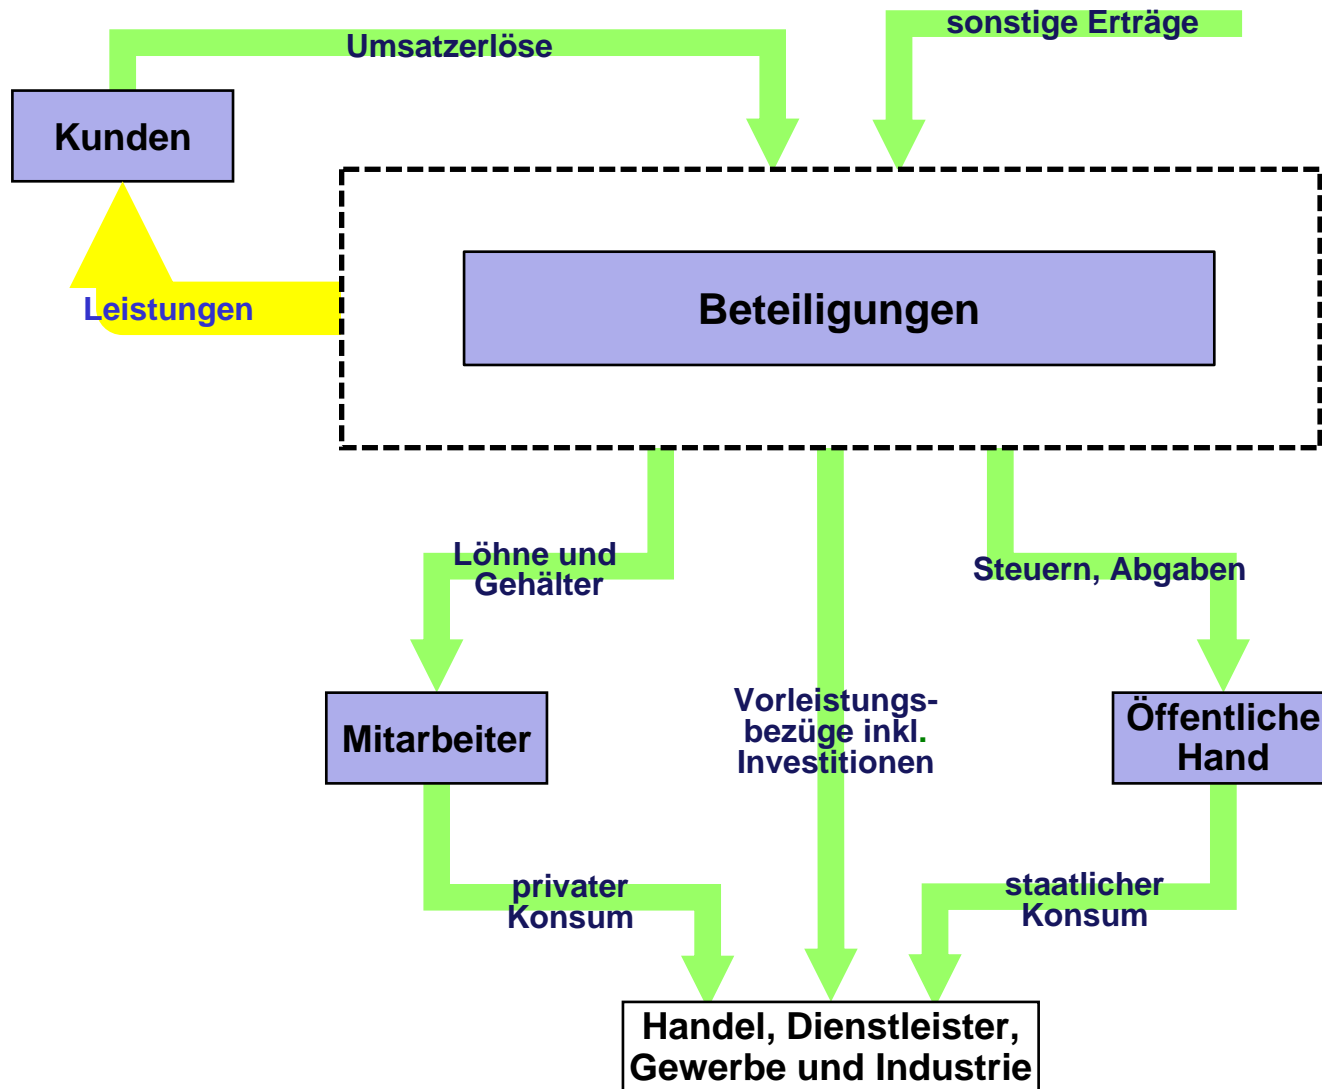 sonstige Erträge
Umsatzerlöse
Kunden
Leistungen
Beteiligungen
Löhne und
Gehälter
Steuern, Abgaben
Mitarbeiter
Vorleistungs-
bezüge inkl.
Investitionen
Öffentliche
Hand
privater
Konsum
staatlicher
Konsum
Handel, Dienstleister,
Gewerbe und Industrie